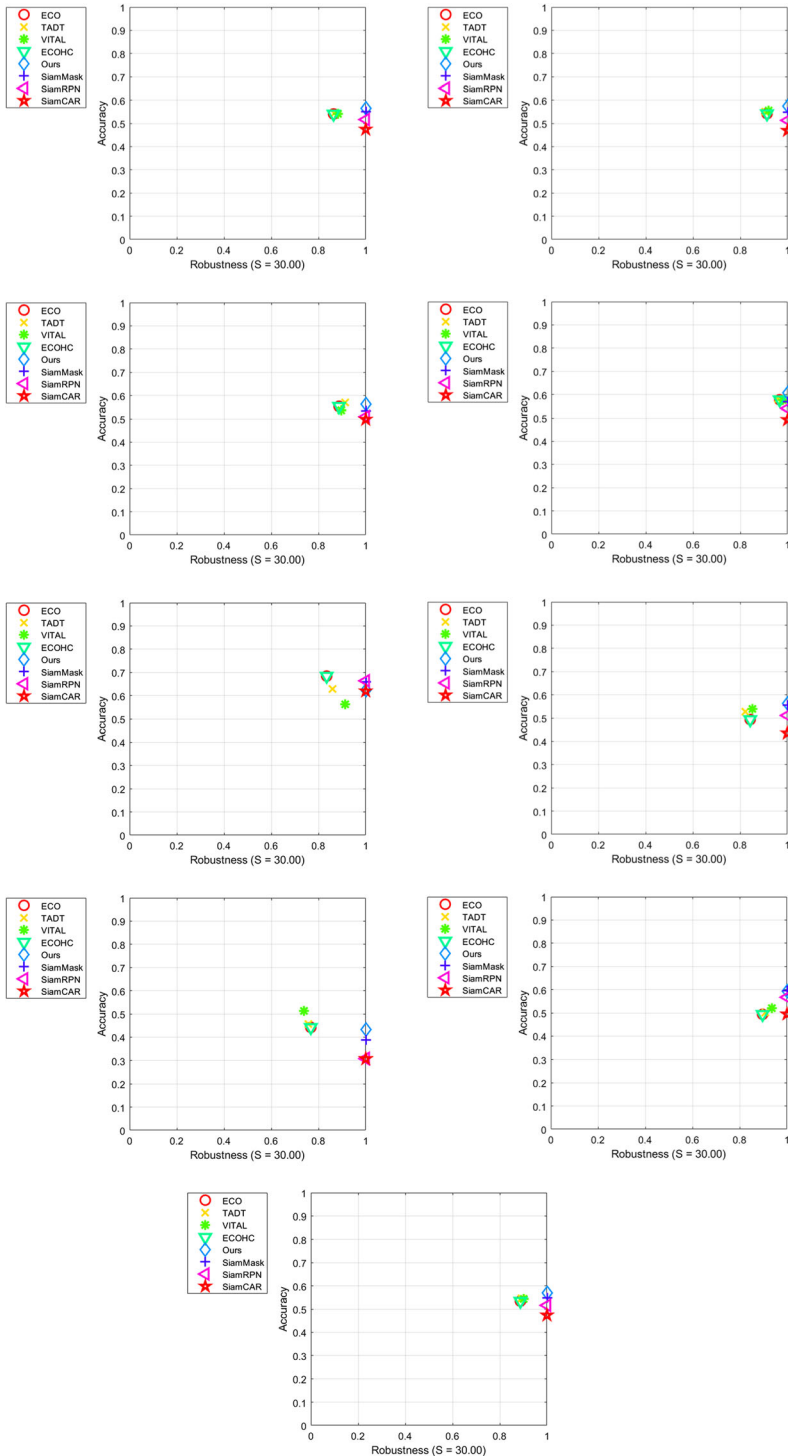 ECO
TADT
VITAL
ECOHC
Ours
SiamMask
SiamRPN
SiamCAR
Accuracy
1
0.9
0.8
0.7
0.6
0.5
0.4
0.3
0.2
0.1
0
0 0.2 0.4 0.6 0.8 1
Robustness (S = 30.00)
ECO
TADT
VITAL
ECOHC
Ours
SiamMask
SiamRPN
SiamCAR
Accuracy
1
0.9
0.8
0.7
0.6
0.5
0.4
0.3
0.2
0.1
0
0 0.2 0.4 0.6 0.8 1
Robustness (S = 30.00)
ECO
TADT
VITAL
ECOHC
Ours
SiamMask
SiamRPN
SiamCAR
Accuracy
1
0.9
0.8
0.7
0.6
0.5
0.4
0.3
0.2
0.1
0
0 0.2 0.4 0.6 0.8 1
Robustness (S = 30.00)
ECO
TADT
VITAL
ECOHC
Ours
SiamMask
SiamRPN
SiamCAR
Accuracy
1
0.9
0.8
0.7
0.6
0.5
0.4
0.3
0.2
0.1
0
0 0.2 0.4 0.6 0.8 1
Robustness (S = 30.00)
ECO
TADT
VITAL
ECOHC
Ours
SiamMask
SiamRPN
SiamCAR
Accuracy
1
0.9
0.8
0.7
0.6
0.5
0.4
0.3
0.2
0.1
0
0 0.2 0.4 0.6 0.8 1
Robustness (S = 30.00)
ECO
TADT
VITAL
ECOHC
Ours
SiamMask
SiamRPN
SiamCAR
Accuracy
1
0.9
0.8
0.7
0.6
0.5
0.4
0.3
0.2
0.1
0
0 0.2 0.4 0.6 0.8 1
Robustness (S = 30.00)
ECO
TADT
VITAL
ECOHC
Ours
SiamMask
SiamRPN
SiamCAR
Accuracy
1
0.9
0.8
0.7
0.6
0.5
0.4
0.3
0.2
0.1
0
0 0.2 0.4 0.6 0.8 1
Robustness (S = 30.00)
ECO
TADT
VITAL
ECOHC
Ours
SiamMask
SiamRPN
SiamCAR
Accuracy
1
0.9
0.8
0.7
0.6
0.5
0.4
0.3
0.2
0.1
0
0 0.2 0.4 0.6 0.8 1
Robustness (S = 30.00)
ECO
TADT
VITAL
ECOHC
Ours
SiamMask
SiamRPN
SiamCAR
Accuracy
1
0.9
0.8
0.7
0.6
0.5
0.4
0.3
0.2
0.1
0
0 0.2 0.4 0.6 0.8 1
Robustness (S = 30.00)